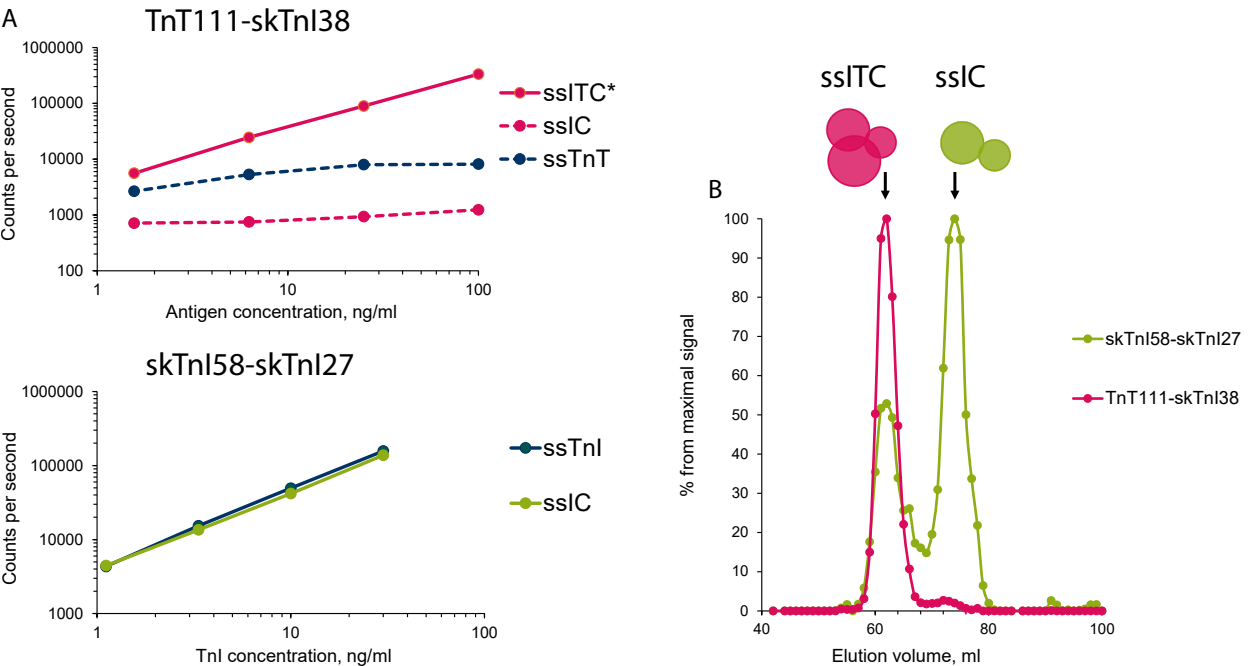 A
TnT111-skTnI38
1000000
100000
10000
1000
100
1
10
100
Counts per second
Antigen concentration, ng/ml
ssITC*
ssIC
ssTnT
skTnI58-skTnI27
1000000
100000
10000
1000
1
10
100
Counts per second
TnI concentration, ng/ml
ssTnI
ssIC
ssITC
ssIC
B
100
90
80
70
60
50
40
30
20
10
0
40
60
80
100
% from maximal signal
Elution volume, ml
skTnI58-skTnI27
TnT111-skTnI38